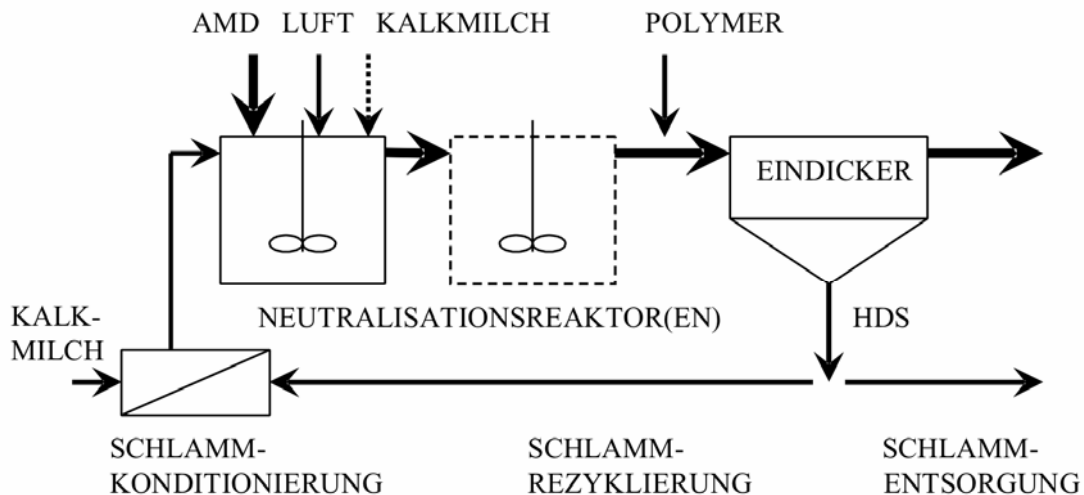 AMD LUFT KALKMILCH POLYMER
EINDICKER
NEUTRALISATIONSREAKTOR(EN) HDS
KALK-
MILCH
SCHLAMM-
KONDITIONIERUNG
SCHLAMM-
REZYKLIERUNG
SCHLAMM-
ENTSORGUNG